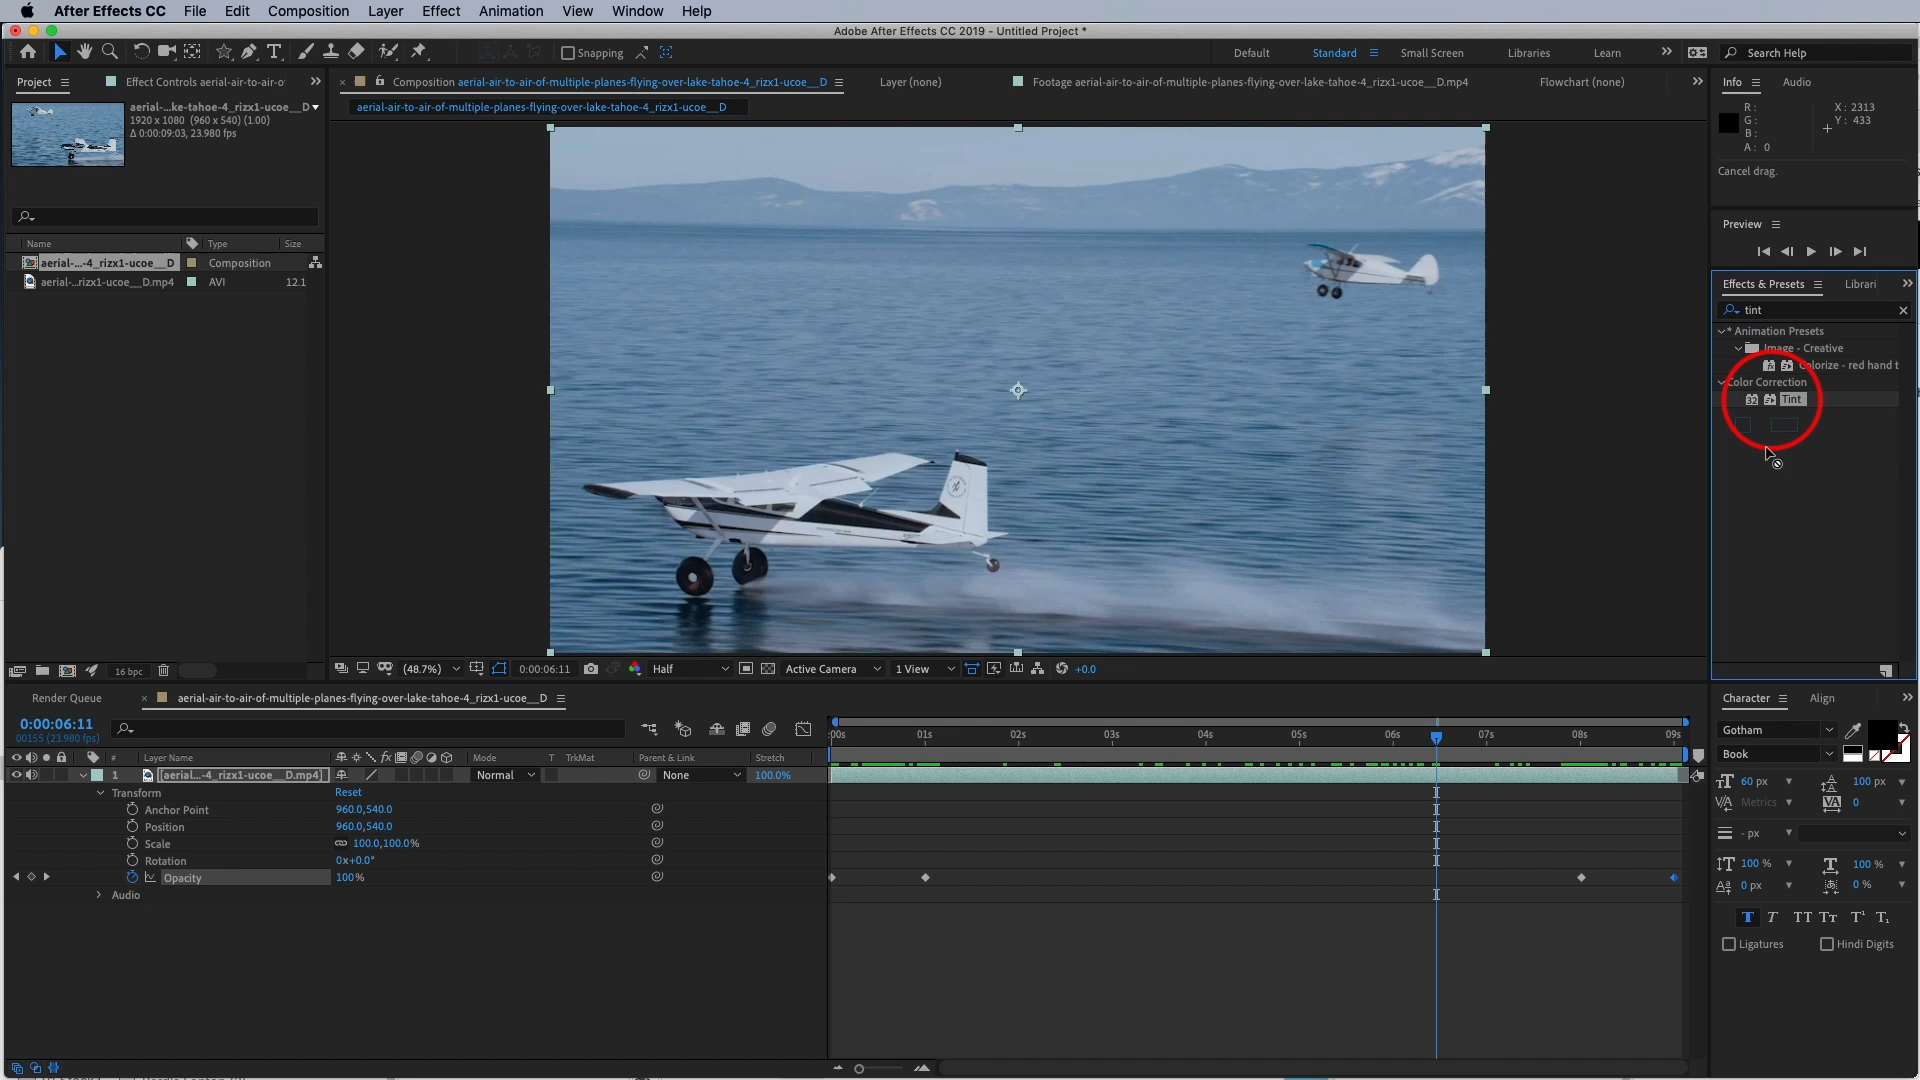 After Effects CC File Edit Composition Layer Effect Animation View Window Help
Adobe After Effects CC 2019 - Untitled Project *
Snapping Default Standard Small Screen Libraries Learn Search Help
Project Effect Controls aerial-air-to-air-o
Composition aerial-air-to-air-of-multiple-planes-flying-over-lake-tahoe-4_rizx1-ucoe__D Layer (none) Footage aerial-air-to-air-of-multiple-planes-flying-over-lake-tahoe-4_rizx1-ucoe__D.mp4 Flowchart (none)
Info Audio
aerial-...ke-tahoe-4_rizx1-ucoe__D
1920 x 1080 (960 x 540) (1.00)
Δ 0:00:09:03, 23.980 fps
aerial-air-to-air-of-multiple-planes-flying-over-lake-tahoe-4_rizx1-ucoe__D
R: X: 2313
G: Y: 433
B:
A: 0
Cancel drag.
Preview
Name Type Size
aerial-...-4_rizx1-ucoe__D Composition
aerial-...rizx1-ucoe__D.mp4 AVI 12.1
Effects & Presets Librari
tint
* Animation Presets
Image - Creative
Colorize - red hand t
Color Correction
32 Tint
16 bpc
(48.7%) 0:00:06:11 Half Active Camera 1 View +0.0
Render Queue aerial-air-to-air-of-multiple-planes-flying-over-lake-tahoe-4_rizx1-ucoe__D
0:00:06:11
00155 (23.980 fps)
:00s 01s 02s 03s 04s 05s 06s 07s 08s 09s
# Layer Name Mode T TrkMat Parent & Link Stretch
1 [aerial...-4_rizx1-ucoe__D.mp4] Normal None 100.0%
Transform Reset
Anchor Point 960.0,540.0
Position 960.0,540.0
Scale 100.0,100.0%
Rotation 0x+0.0°
Opacity 100%
Audio
Character Align
Gotham
Book
60 px 100 px
Metrics 0
- px
100 % 100 %
0 px 0 %
T T TT Tt T¹ T₁
Ligatures Hindi Digits